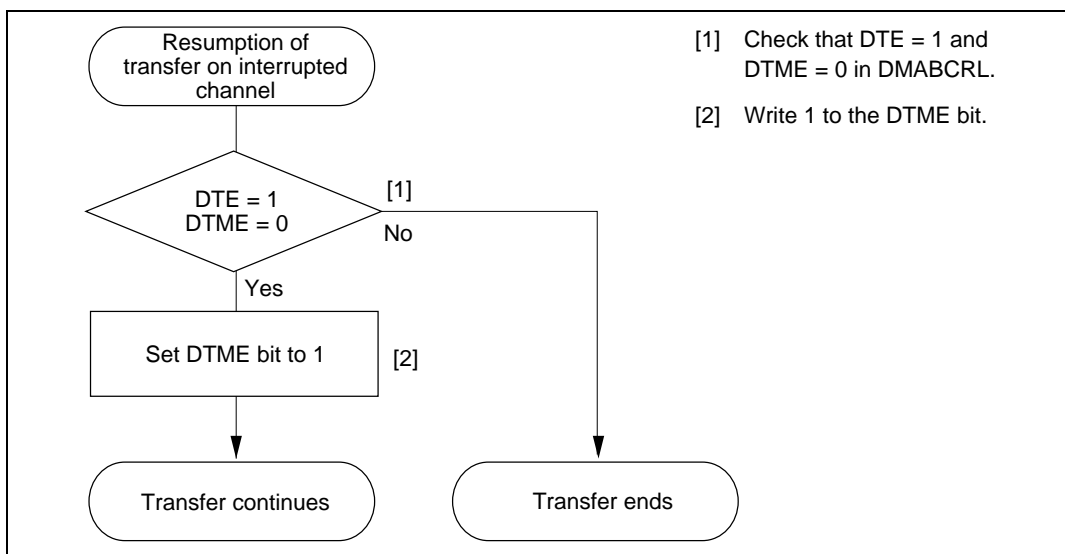 Resumption of
transfer on interrupted
channel
[1] Check that DTE = 1 and
DTME = 0 in DMABCRL.
[2] Write 1 to the DTME bit.
DTE = 1
DTME = 0
[1]
No
Yes
Set DTME bit to 1
[2]
Transfer continues
Transfer ends